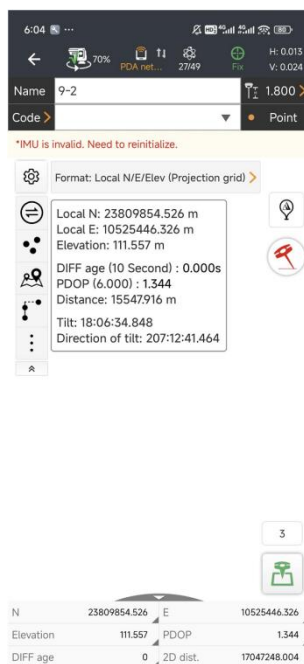 6:04 ...
70%
PDA net...
27/49
Fix
H: 0.013
V: 0.024
Name 9-2 1.800 >
Code > Point
*IMU is invalid. Need to reinitialize.
Format: Local N/E/Elev (Projection grid) >
Local N: 23809854.526 m
Local E: 10525446.326 m
Elevation: 111.557 m
DIFF age (10 Second) : 0.000s
PDOP (6.000) : 1.344
Distance: 15547.916 m
Tilt: 18:06:34.848
Direction of tilt: 207:12:41.464
3
N 23809854.526 E 10525446.326
Elevation 111.557 PDOP 1.344
DIFF age 0 2D dist. 17047248.004